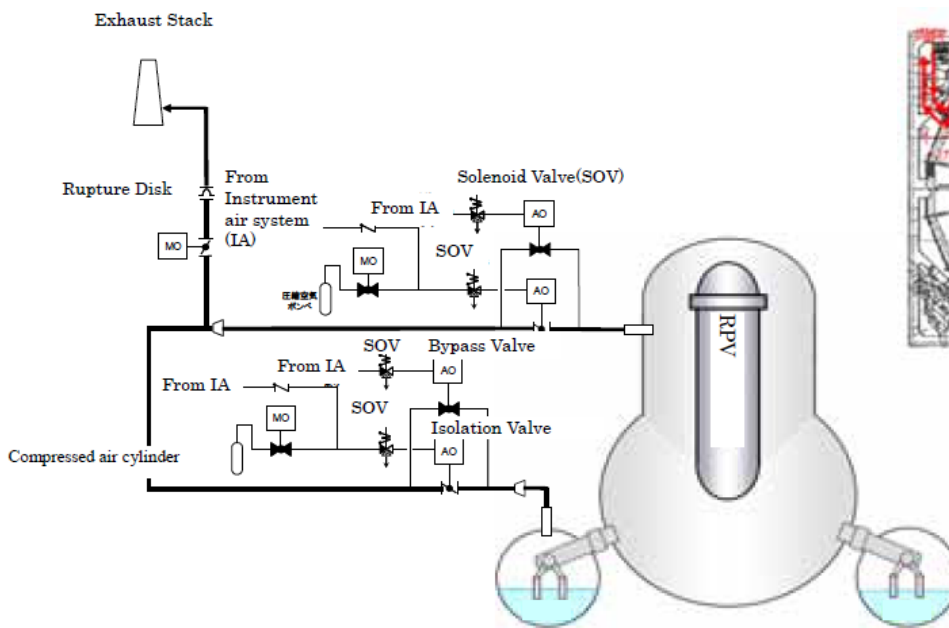 Exhaust Stack
Rupture Disk
From
Instrument
air system
(IA)
MO
Solenoid Valve(SOV)
From IA
AO
SOV
MO
AO
圧縮空気
ボンベ
RPV
SOV
Bypass Valve
From IA
AO
From IA
MO
SOV
Isolation Valve
AO
Compressed air cylinder